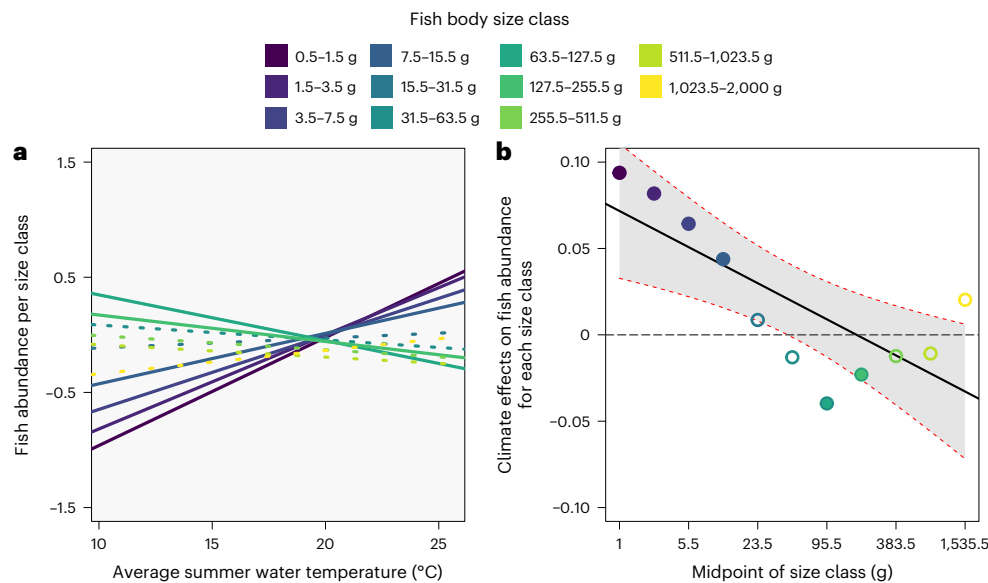 Fish body size class
0.5–1.5 g
7.5–15.5 g
63.5–127.5 g
511.5–1,023.5 g
1.5–3.5 g
15.5–31.5 g
127.5–255.5 g
1,023.5–2,000 g
3.5–7.5 g
31.5–63.5 g
255.5–511.5 g
a
1.5
0.5
−0.5
−1.5
Fish abundance per size class
10
15
20
25
Average summer water temperature (°C)
b
0.10
0.05
0
−0.05
−0.10
Climate effects on fish abundance
for each size class
1
5.5
23.5
95.5
383.5
1,535.5
Midpoint of size class (g)